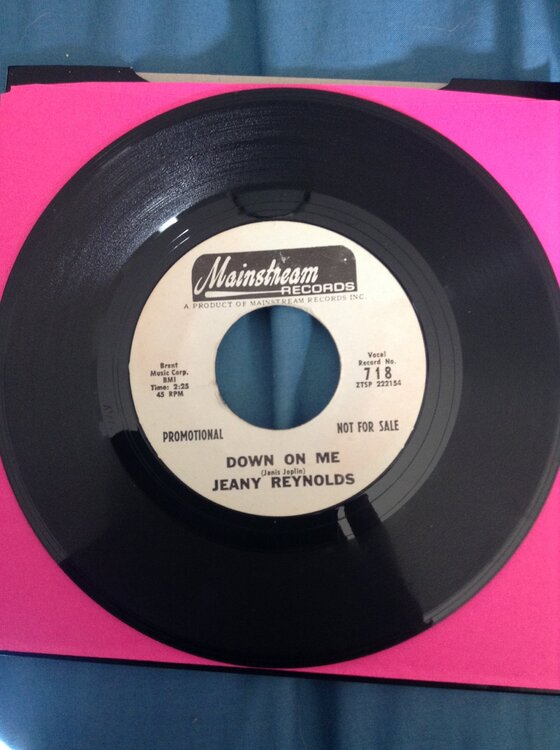 Mainstream
RECORDS
A PRODUCT OF MAINSTREAM RECORDS INC.
Brent
Music Corp.
BMI
Time: 2:25
45 RPM
Vocal
Record No.
718
ZTSP 222154
PROMOTIONAL
NOT FOR SALE
DOWN ON ME
(Janis Joplin)
JEANY REYNOLDS